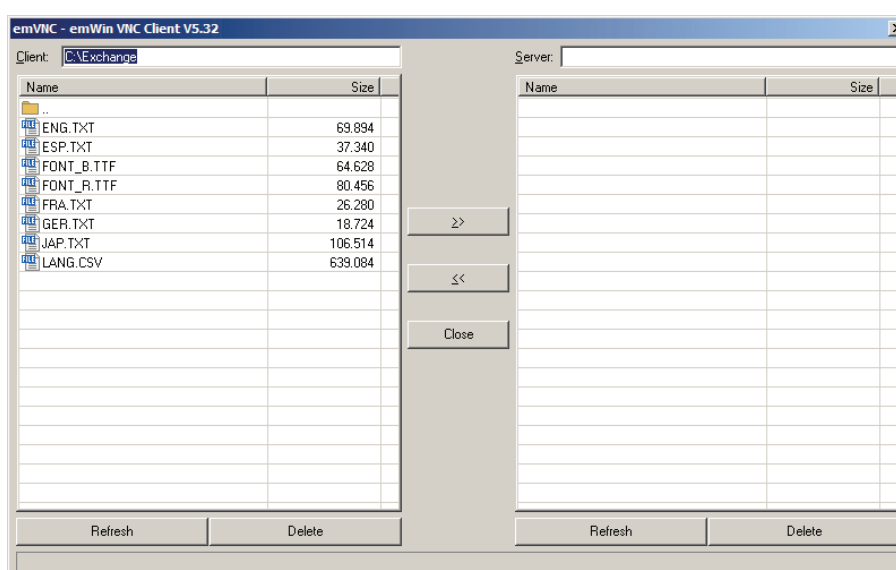 emVNC - emWin VNC Client V5.32
Client: C:\Exchange Server:
Name Size Name Size
..
ENG.TXT 69.894
ESP.TXT 37.340
FONT_B.TTF 64.628
FONT_R.TTF 80.456
FRA.TXT 26.280
GER.TXT 18.724
JAP.TXT 106.514
LANG.CSV 639.084
>>
<<
Close
Refresh Delete Refresh Delete